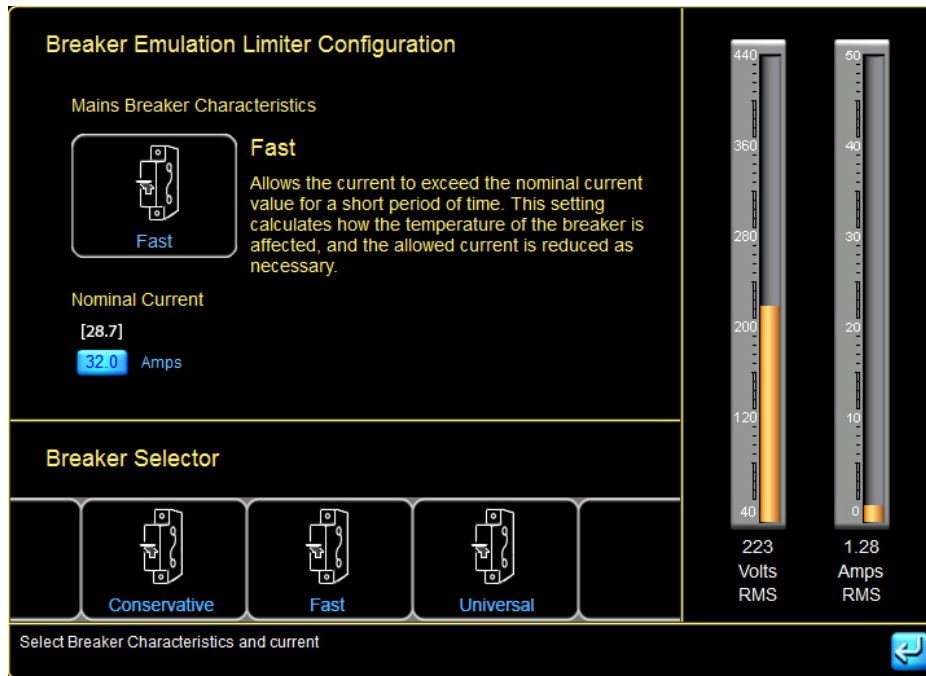 Breaker Emulation Limiter Configuration
Mains Breaker Characteristics
Fast
Fast
Allows the current to exceed the nominal current
value for a short period of time. This setting
calculates how the temperature of the breaker is
affected, and the allowed current is reduced as
necessary.
Nominal Current
[28.7]
32.0 Amps
Breaker Selector
Conservative
Fast
Universal
Select Breaker Characteristics and current
440
360
280
200
120
40
223
Volts
RMS
50
40
30
20
10
0
1.28
Amps
RMS